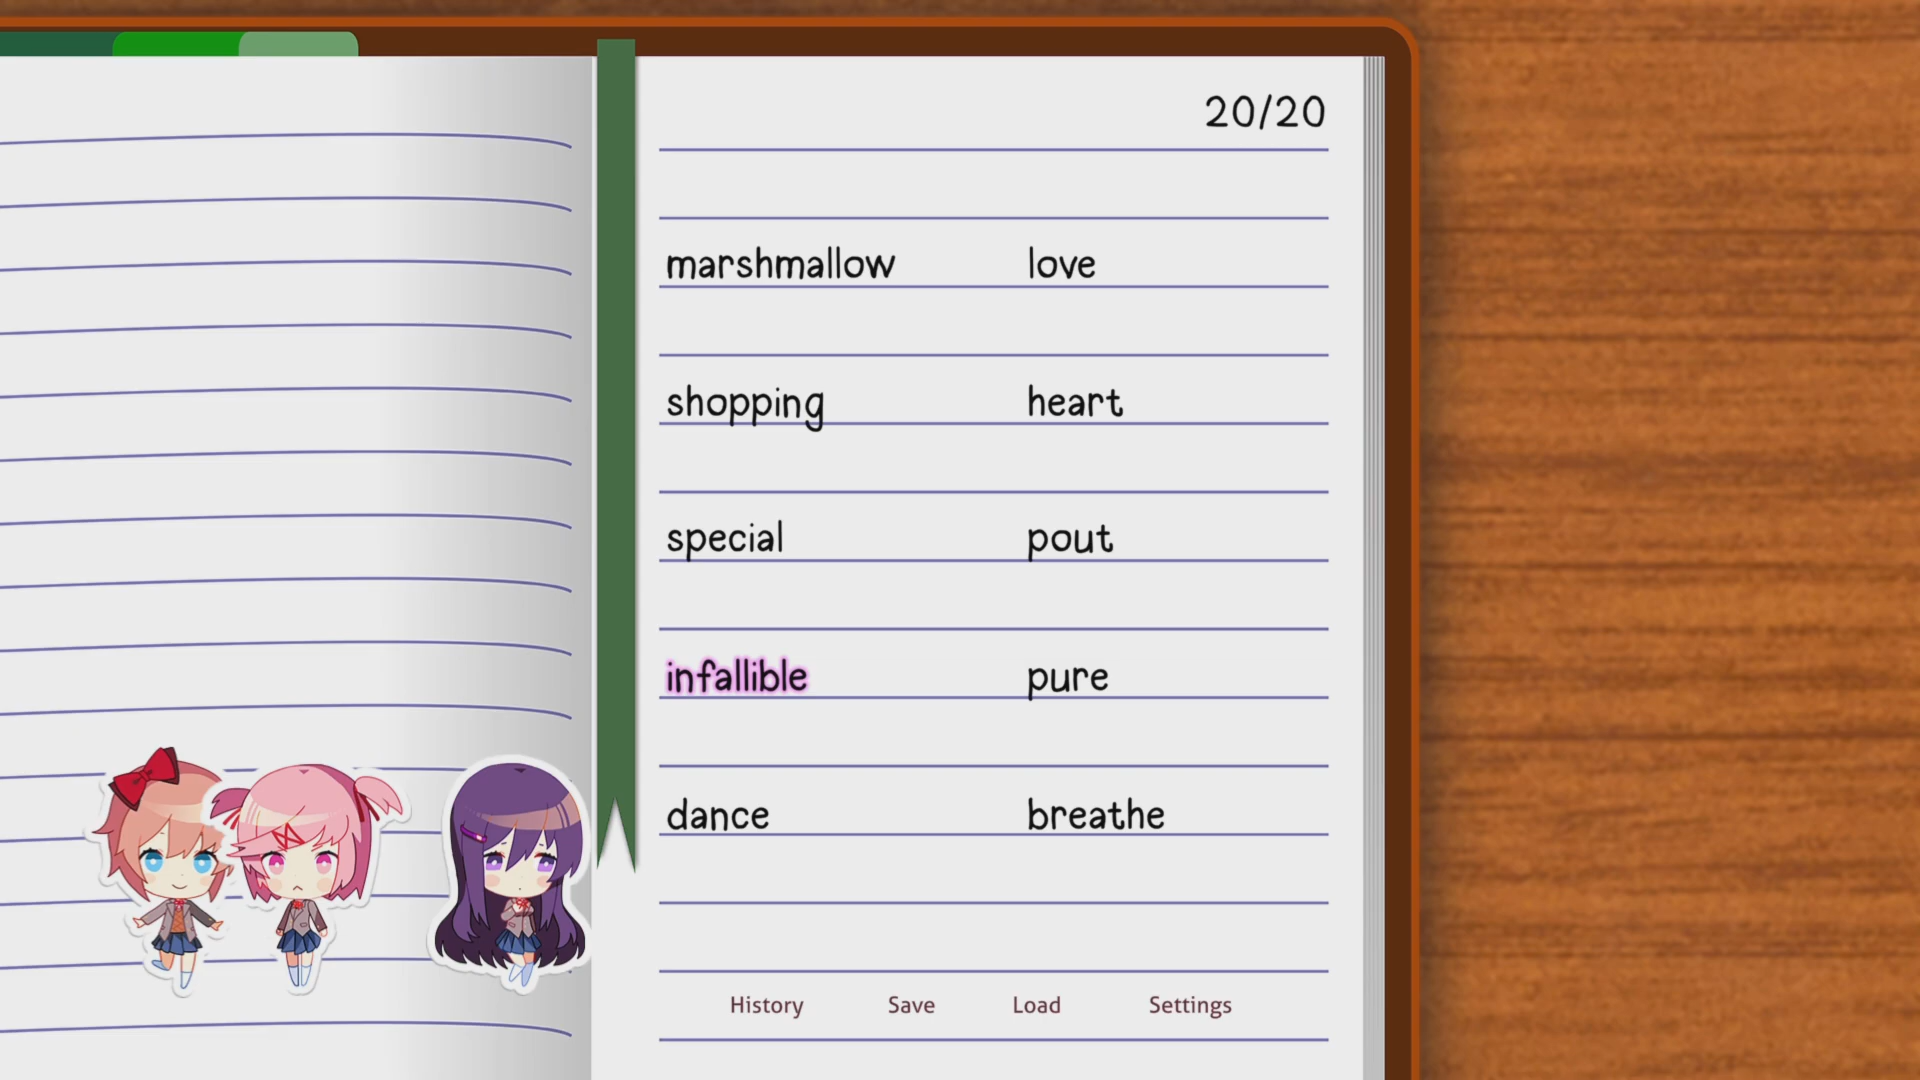 20/20
marshmallow love
shopping heart
special pout
infallible pure
dance breathe
History Save Load Settings